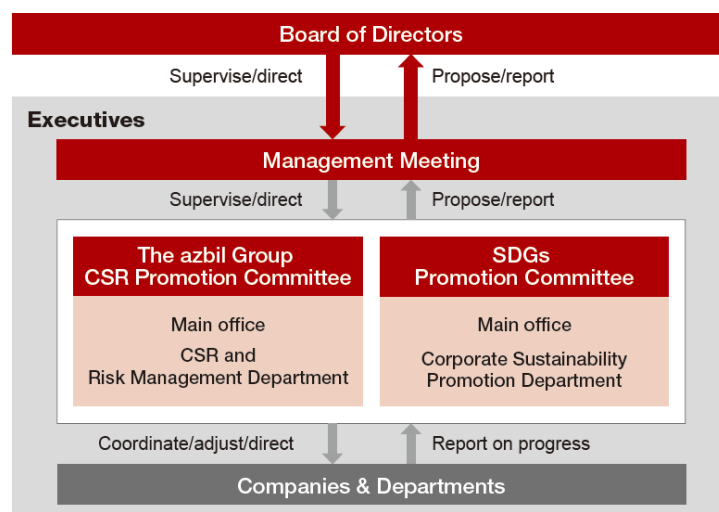 Board of Directors
Supervise/direct
Propose/report
Executives
Management Meeting
Supervise/direct
Propose/report
The azbil Group
CSR Promotion Committee
Main office
CSR and
Risk Management Department
SDGs
Promotion Committee
Main office
Corporate Sustainability
Promotion Department
Coordinate/adjust/direct
Report on progress
Companies & Departments